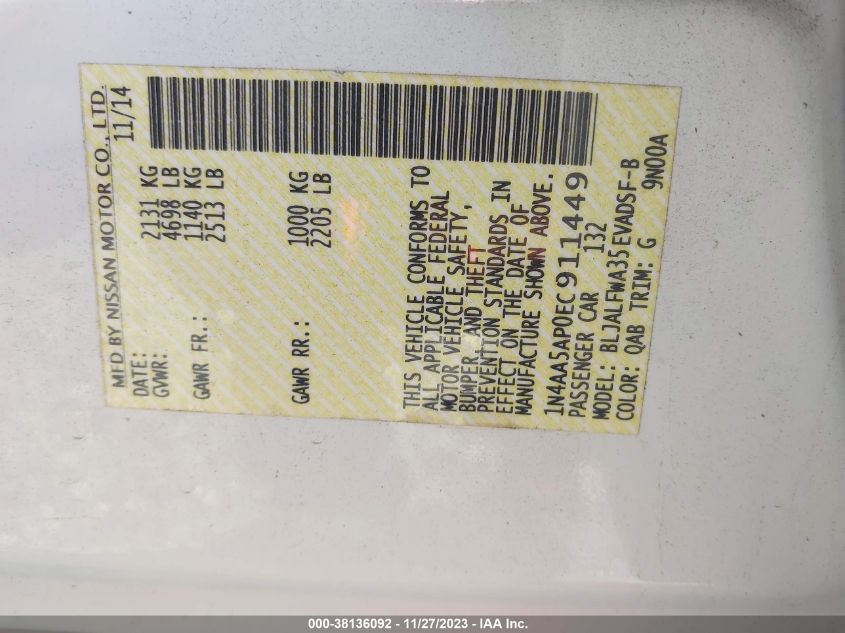 MFD BY NISSAN MOTOR CO., LTD.
DATE: 11/14
GVWR: 2131 KG
4698 LB
GAWR FR.: 1140 KG
2513 LB
GAWR RR.: 1000 KG
2205 LB
THIS VEHICLE CONFORMS TO
ALL APPLICABLE FEDERAL
MOTOR VEHICLE SAFETY,
BUMPER, AND THEFT
PREVENTION STANDARDS IN
EFFECT ON THE DATE OF
MANUFACTURE SHOWN ABOVE.
1N4AA5AP0EC911449
PASSENGER CAR 132
MODEL: BLJALFWA35EVADSF-B
COLOR: QAB TRIM: G 9N00A
000-38136092 - 11/27/2023 - IAA Inc.